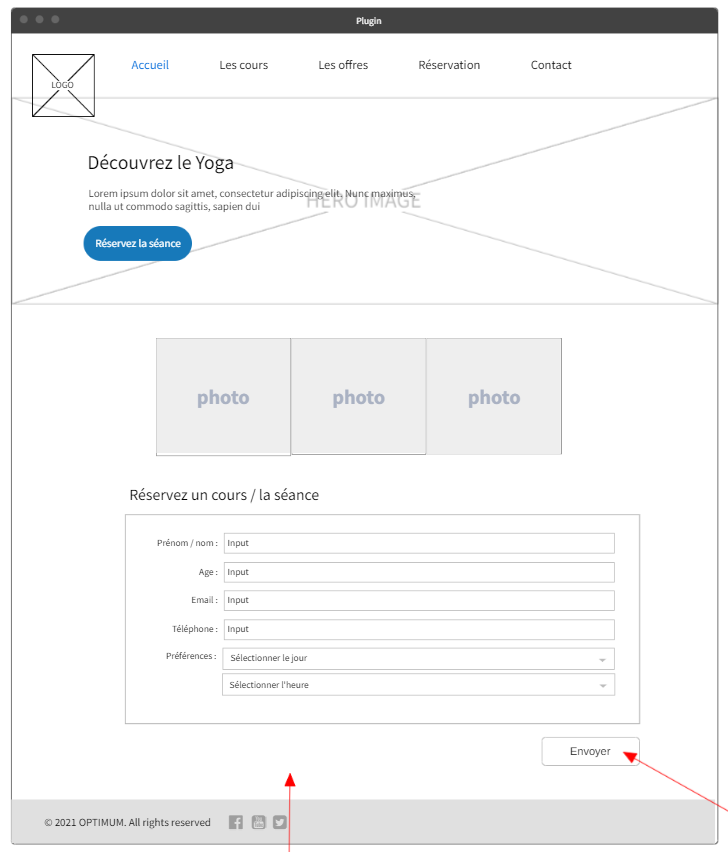 Plugin
LOGO
Accueil
Les cours
Les offres
Réservation
Contact
Découvrez le Yoga
Lorem ipsum dolor sit amet, consectetur adipiscing elit. Nunc maximus,
nulla ut commodo sagittis, sapien dui
HERO IMAGE
Réservez la séance
photo
photo
photo
Réservez un cours / la séance
Prénom / nom : Input
Age : Input
Email : Input
Téléphone : Input
Préférences : Sélectionner le jour
Sélectionner l'heure
Envoyer
© 2021 OPTIMUM. All rights reserved
f You Tube